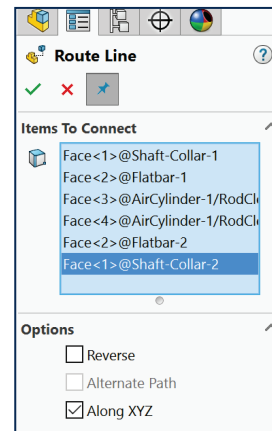 Route Line
?
Items To Connect
Face<1>@Shaft-Collar-1
Face<2>@Flatbar-1
Face<3>@AirCylinder-1/RodCl
Face<4>@AirCylinder-1/RodCl
Face<2>@Flatbar-2
Face<1>@Shaft-Collar-2
Options
Reverse
Alternate Path
Along XYZ